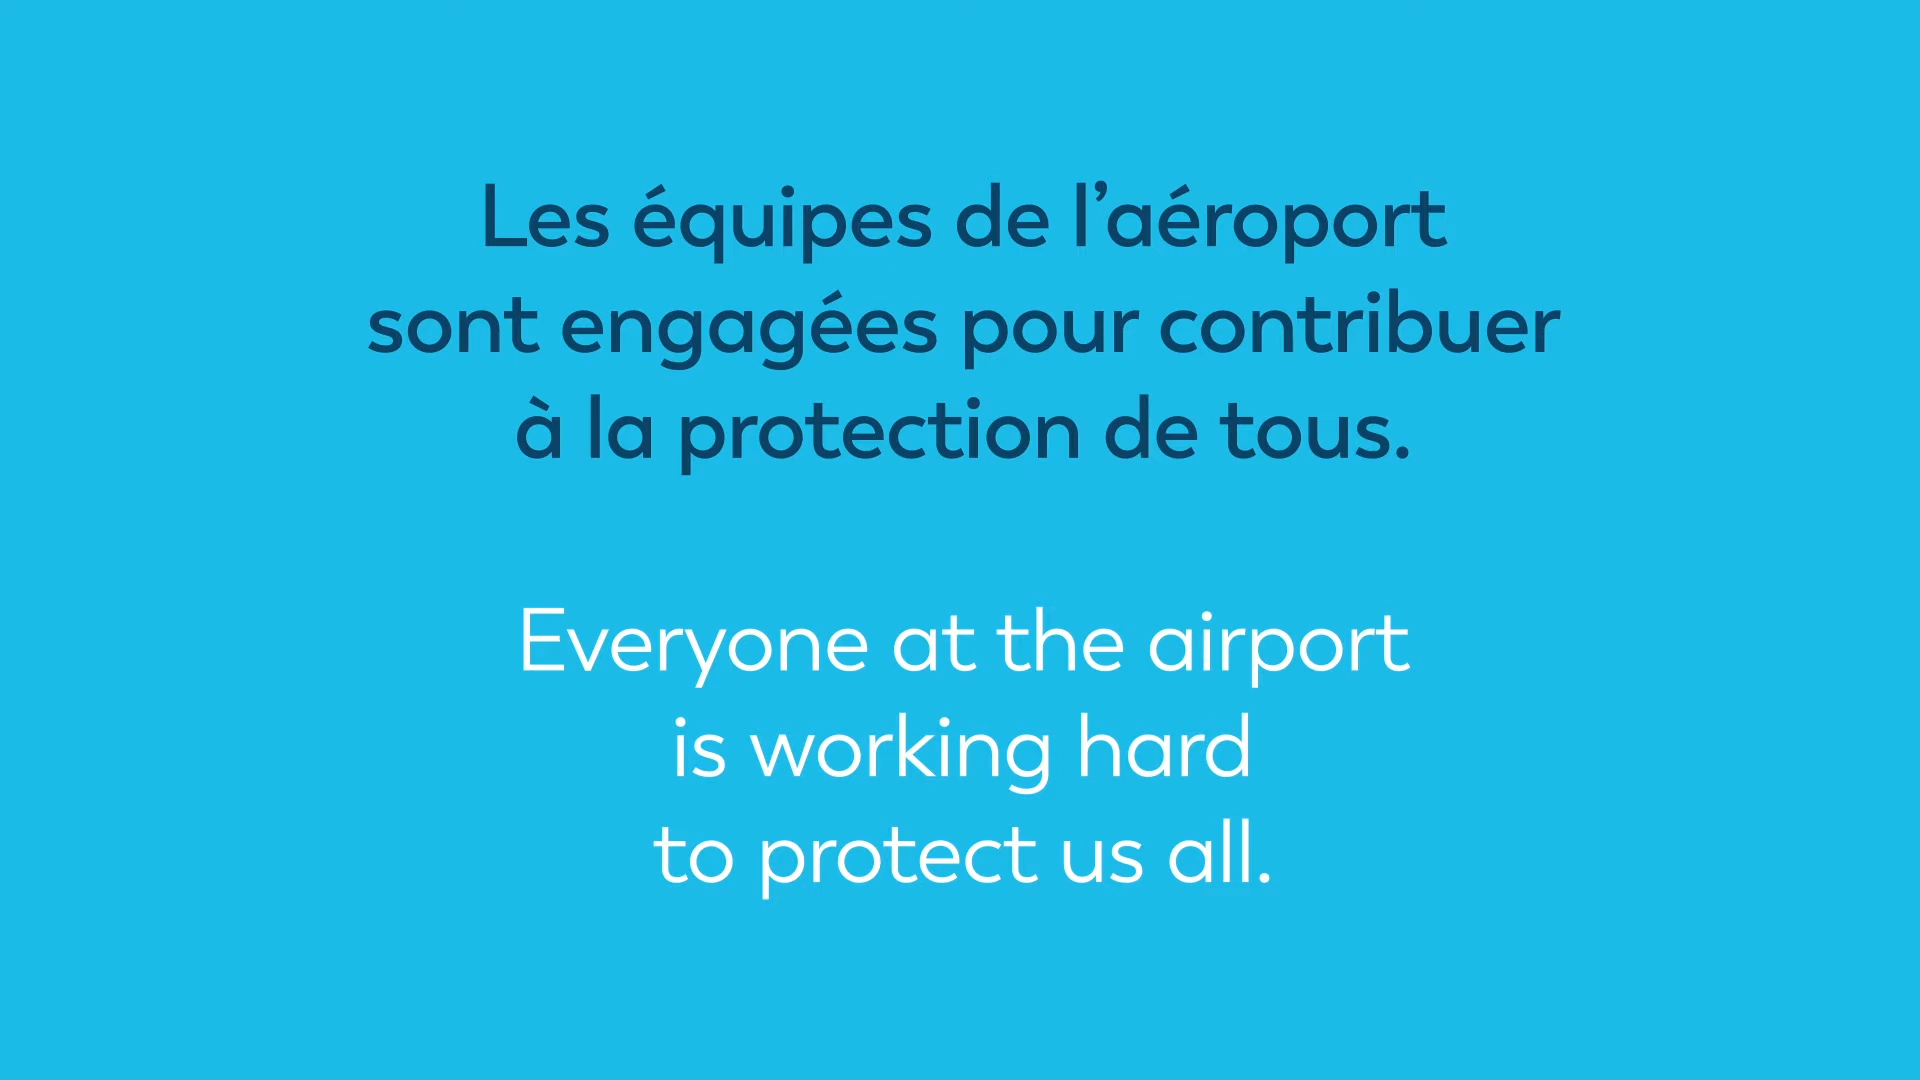 Les équipes de l’aéroport
sont engagées pour contribuer
à la protection de tous.
Everyone at the airport
is working hard
to protect us all.